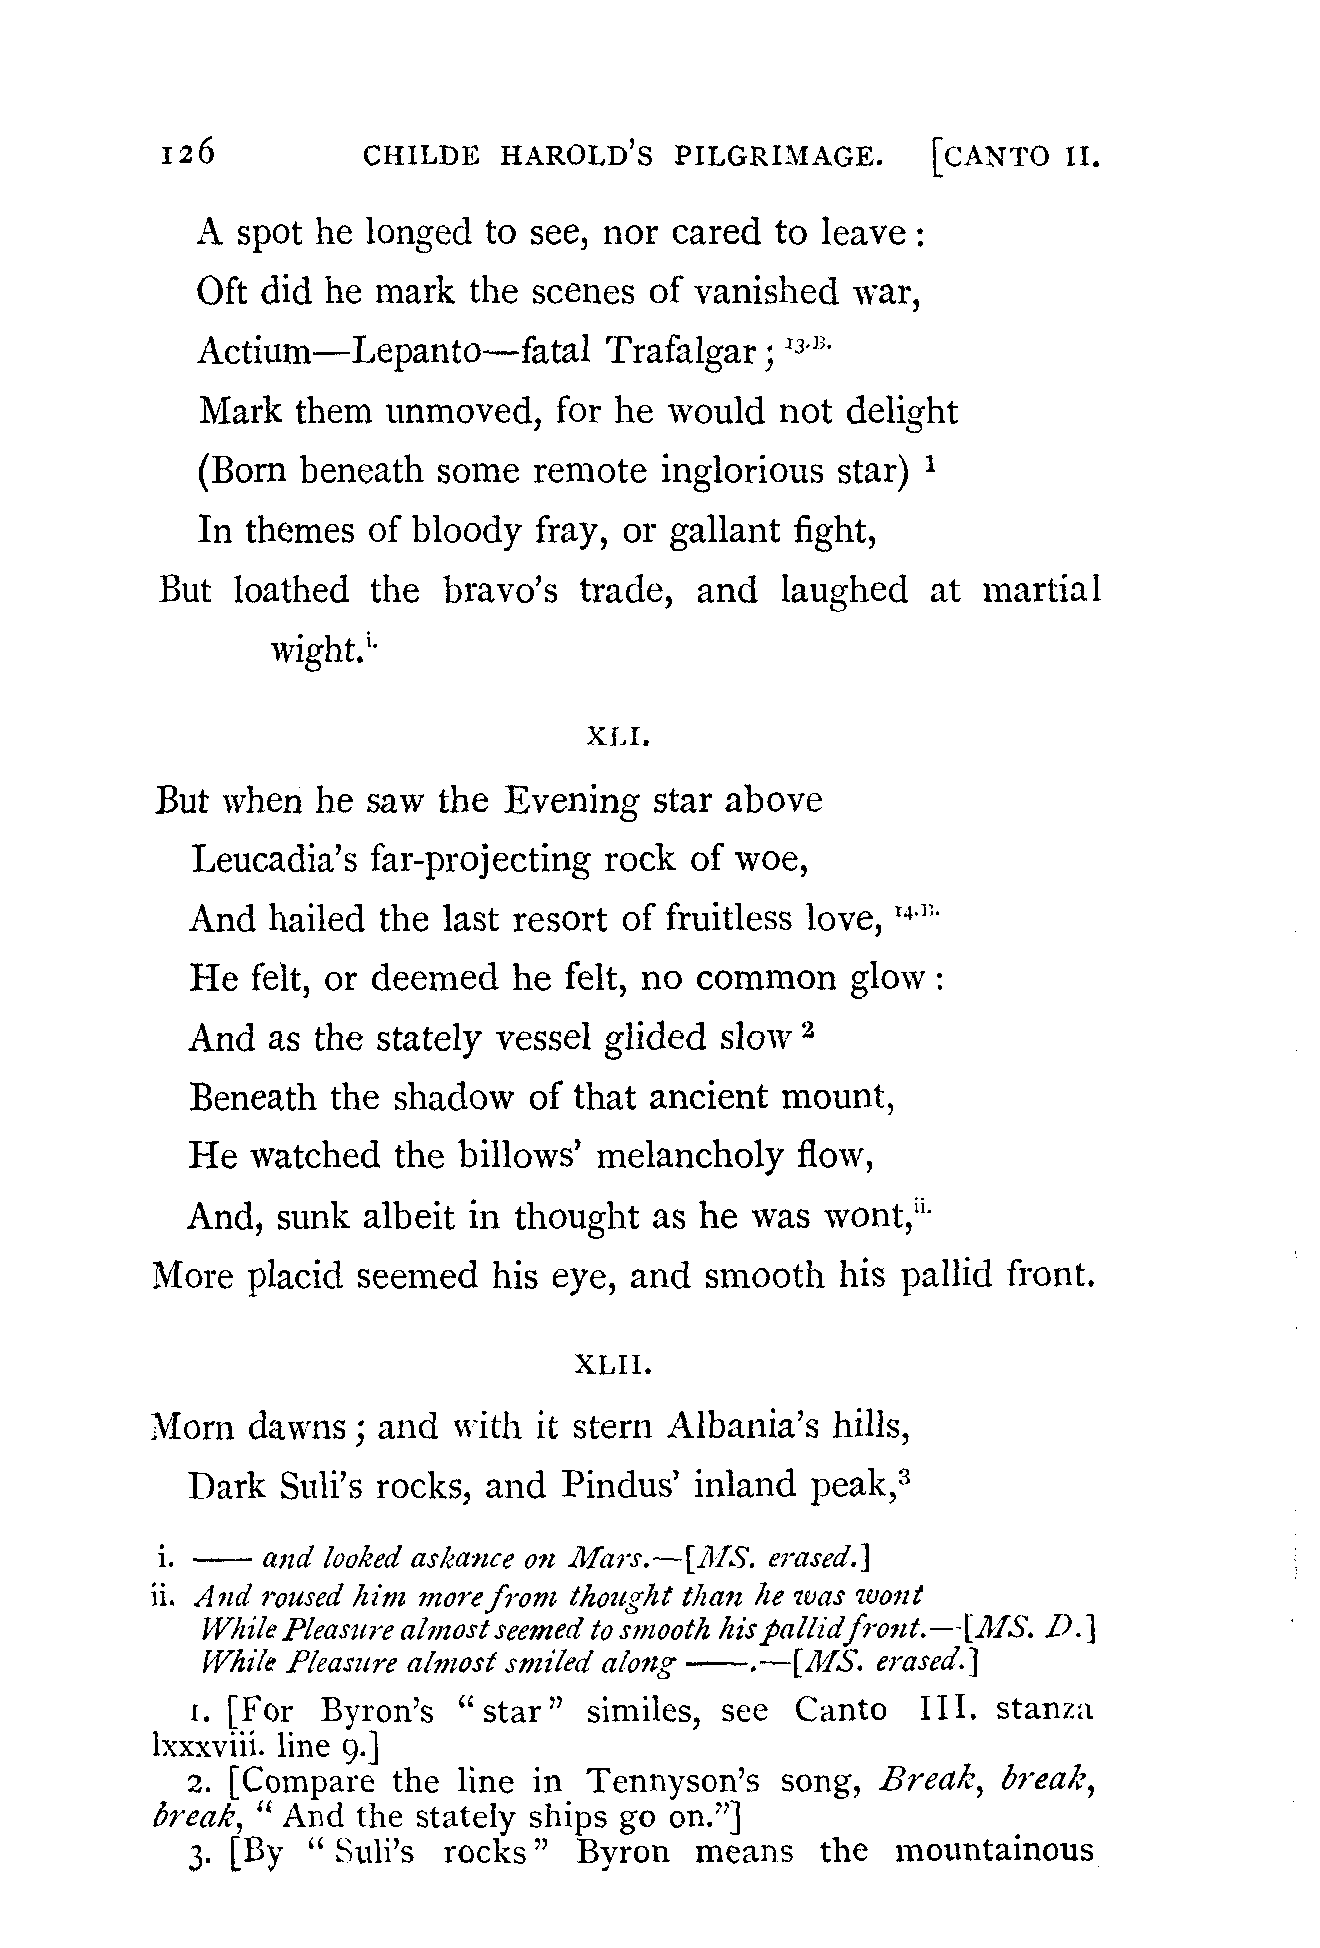 126 CHILDE HAROLD'S PILGRIMAGE. [CANTO II.
A spot he longed to see, nor cared to leave :
Oft did he mark the scenes of vanished war,
Actium—Lepanto—fatal Trafalgar ; 13.B.
Mark them unmoved, for he would not delight
(Born beneath some remote inglorious star) 1
In themes of bloody fray, or gallant fight,
But loathed the bravo's trade, and laughed at martial
wight.i.
XLI.
But when he saw the Evening star above
Leucadia's far-projecting rock of woe,
And hailed the last resort of fruitless love, 14.B.
He felt, or deemed he felt, no common glow :
And as the stately vessel glided slow 2
Beneath the shadow of that ancient mount,
He watched the billows' melancholy flow,
And, sunk albeit in thought as he was wont,ii.
More placid seemed his eye, and smooth his pallid front.
XLII.
Morn dawns ; and with it stern Albania's hills,
Dark Suli's rocks, and Pindus' inland peak,3
i. —— and looked askance on Mars.—[MS. erased.]
ii. And roused him more from thought than he was wont
While Pleasure almost seemed to smooth his pallid front.—[MS. D.]
While Pleasure almost smiled along ——.—[MS. erased.]
1. [For Byron's "star" similes, see Canto III. stanza
lxxxviii. line 9.]
2. [Compare the line in Tennyson's song, Break, break,
break, "And the stately ships go on."]
3. [By "Suli's rocks" Byron means the mountainous